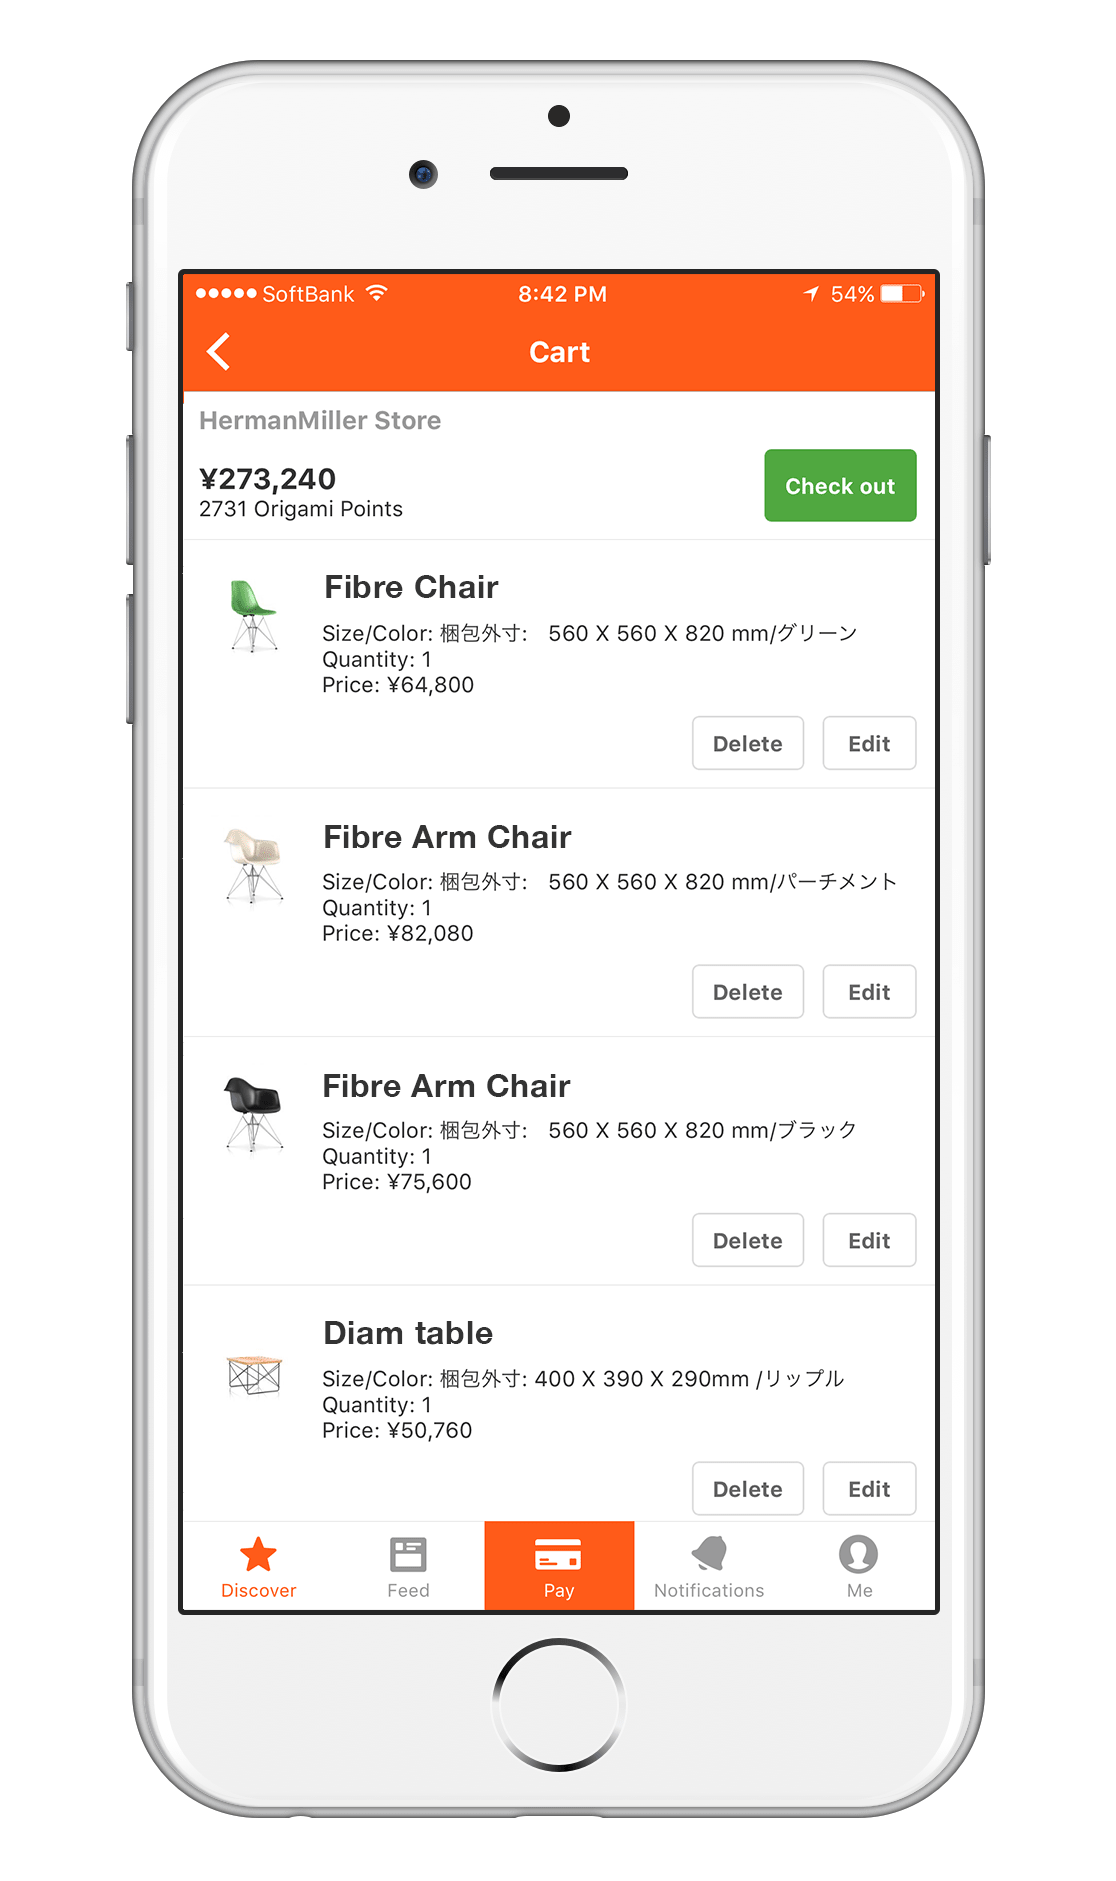 SoftBank 8:42 PM 54%
Cart
HermanMiller Store
¥273,240
2731 Origami Points
Check out
Fibre Chair
Size/Color: 梱包外寸: 560 X 560 X 820 mm/グリーン
Quantity: 1
Price: ¥64,800
Delete Edit
Fibre Arm Chair
Size/Color: 梱包外寸: 560 X 560 X 820 mm/パーチメント
Quantity: 1
Price: ¥82,080
Delete Edit
Fibre Arm Chair
Size/Color: 梱包外寸: 560 X 560 X 820 mm/ブラック
Quantity: 1
Price: ¥75,600
Delete Edit
Diam table
Size/Color: 梱包外寸: 400 X 390 X 290mm /リップル
Quantity: 1
Price: ¥50,760
Delete Edit
Discover Feed Pay Notifications Me